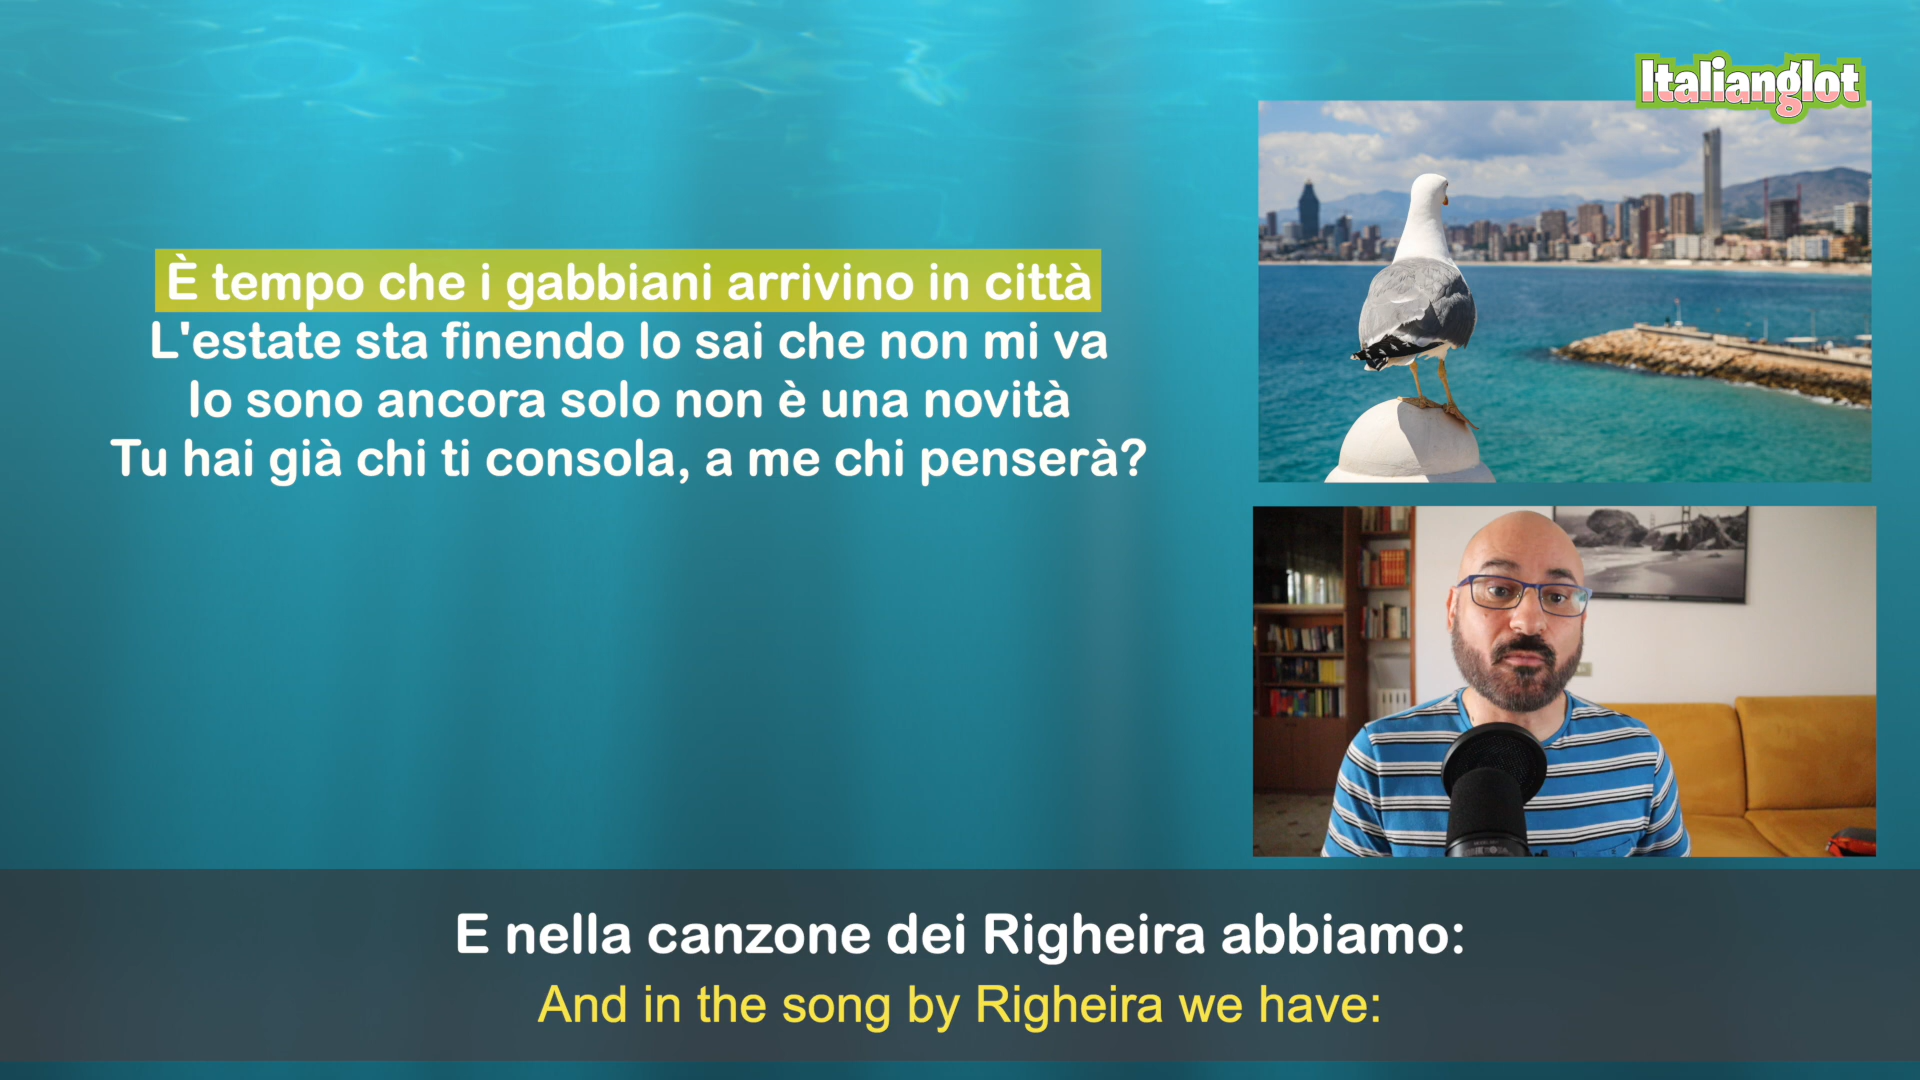 Italianglot
È tempo che i gabbiani arrivino in città
L'estate sta finendo lo sai che non mi va
Io sono ancora solo non è una novità
Tu hai già chi ti consola, a me chi penserà?
E nella canzone dei Righeira abbiamo:
And in the song by Righeira we have: